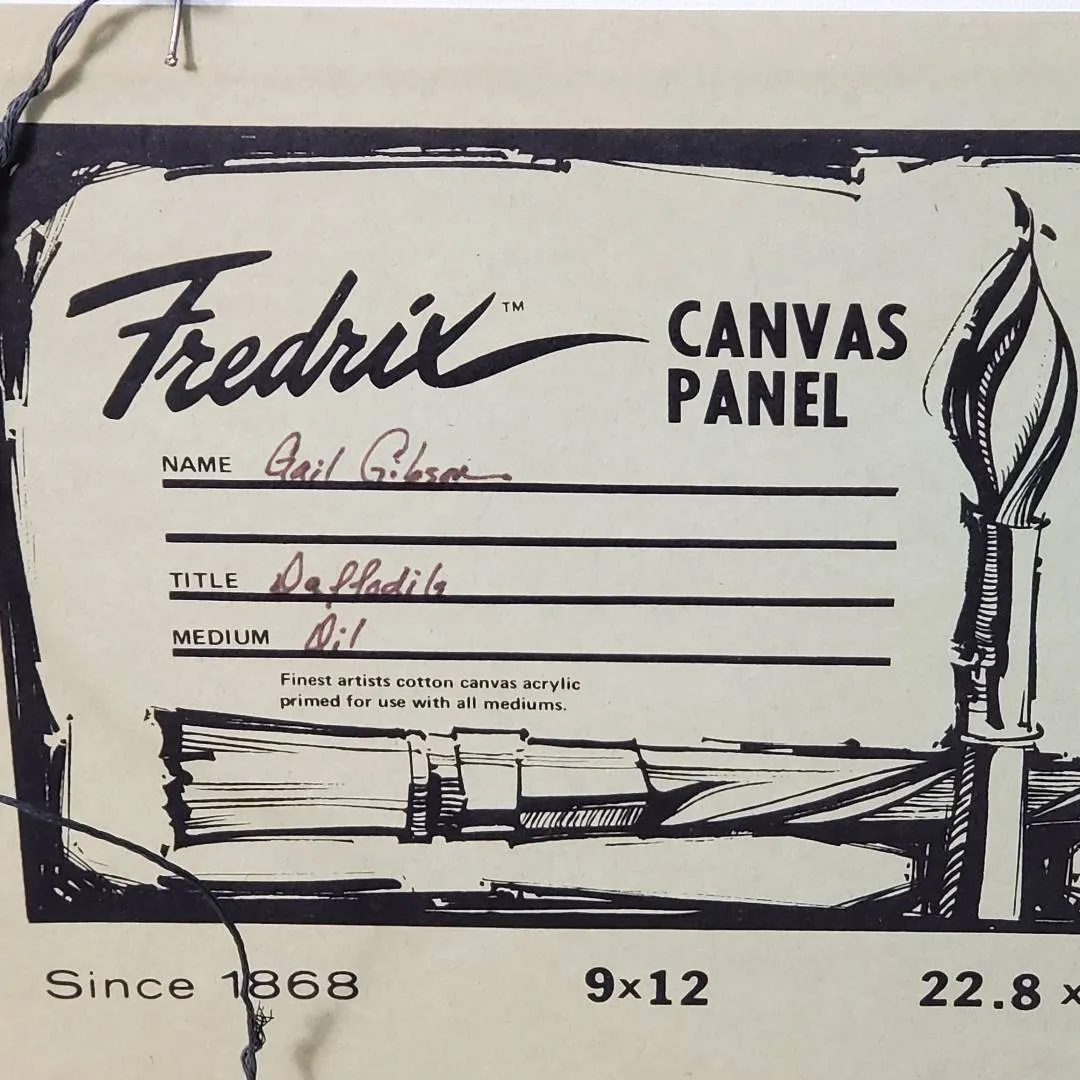 Fredrix™ CANVAS PANEL
NAME Gail Gibson
TITLE Daffodils
MEDIUM Oil
Finest artists cotton canvas acrylic
primed for use with all mediums.
Since 1868 9x12 22.8 x